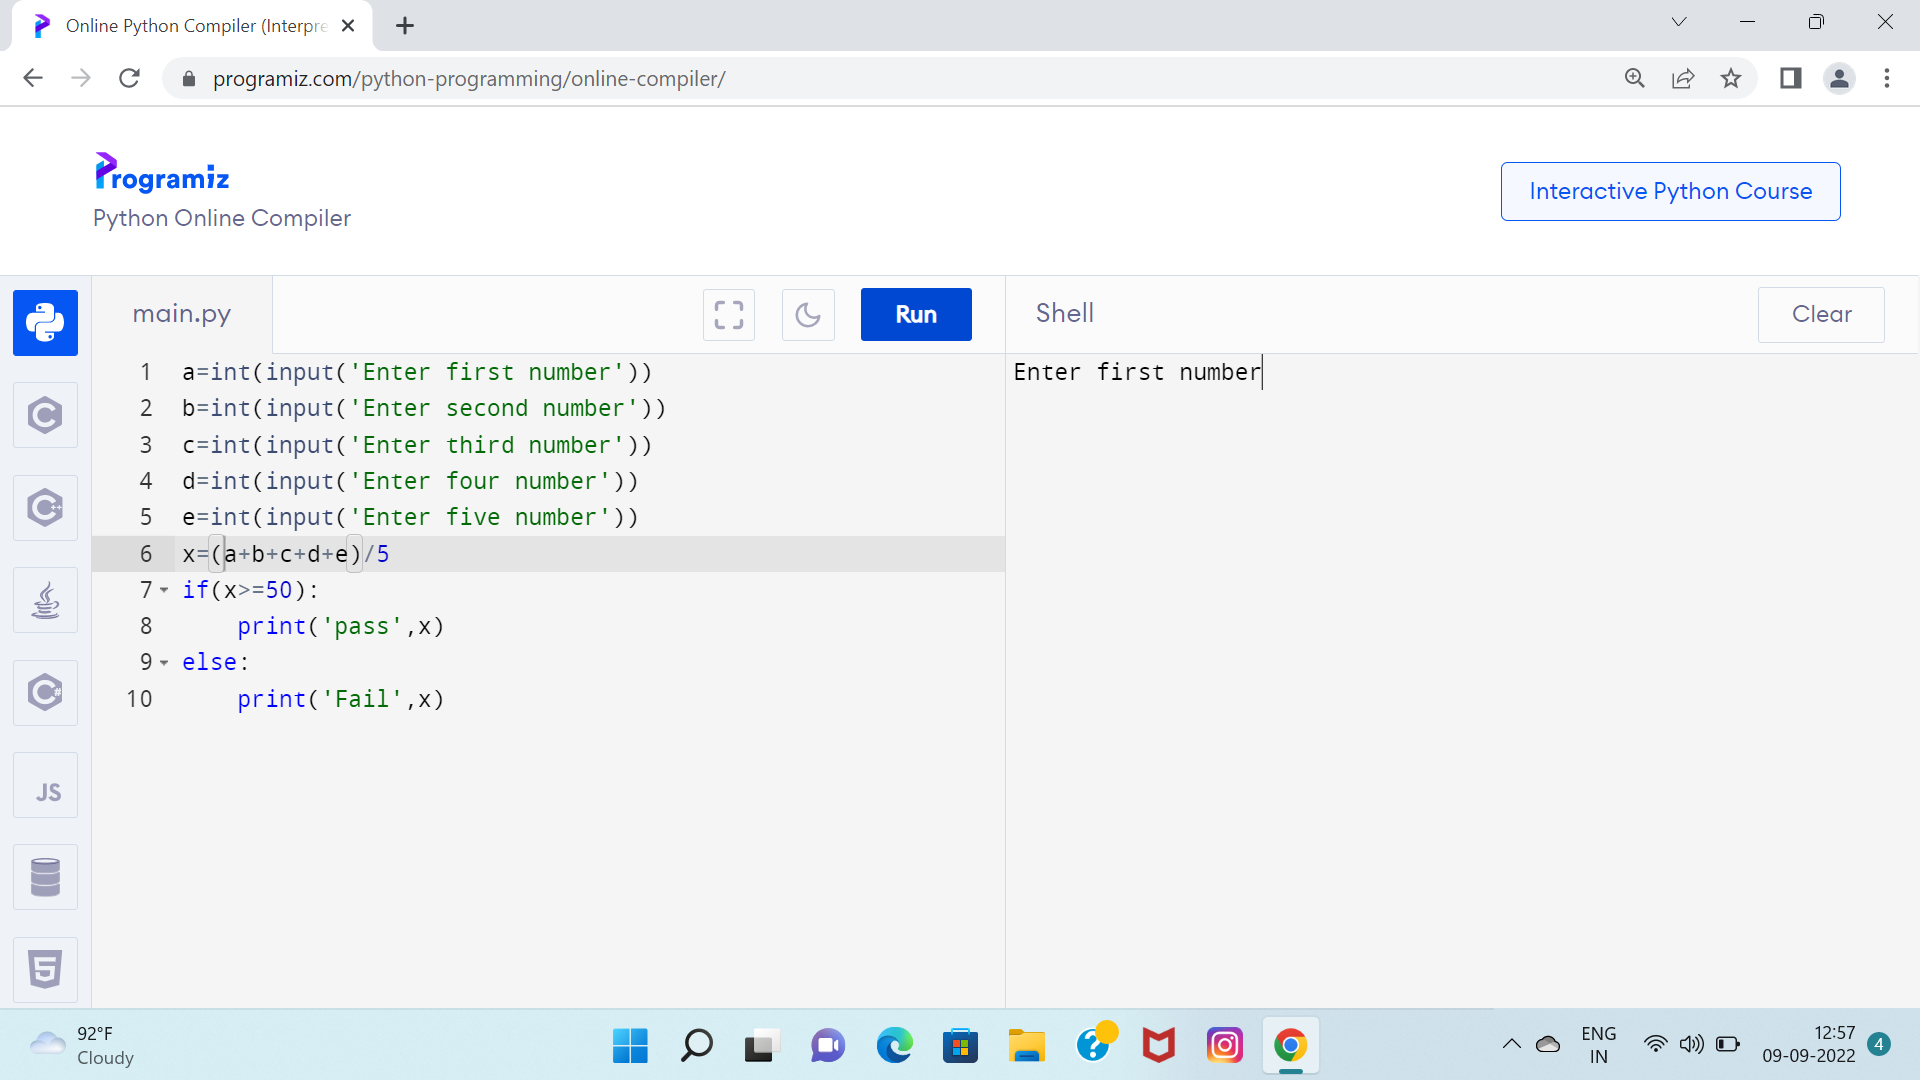 Online Python Compiler (Interpre
programiz.com/python-programming/online-compiler/
Programiz
Python Online Compiler
Interactive Python Course
main.py
Run
Shell
Clear
1 a=int(input('Enter first number'))
2 b=int(input('Enter second number'))
3 c=int(input('Enter third number'))
4 d=int(input('Enter four number'))
5 e=int(input('Enter five number'))
6 x=(a+b+c+d+e)/5
7 if(x>=50):
8     print('pass',x)
9 else:
10     print('Fail',x)
Enter first number
C
C++
C#
JS
5
92°F
Cloudy
ENG
IN
12:57
09-09-2022
4